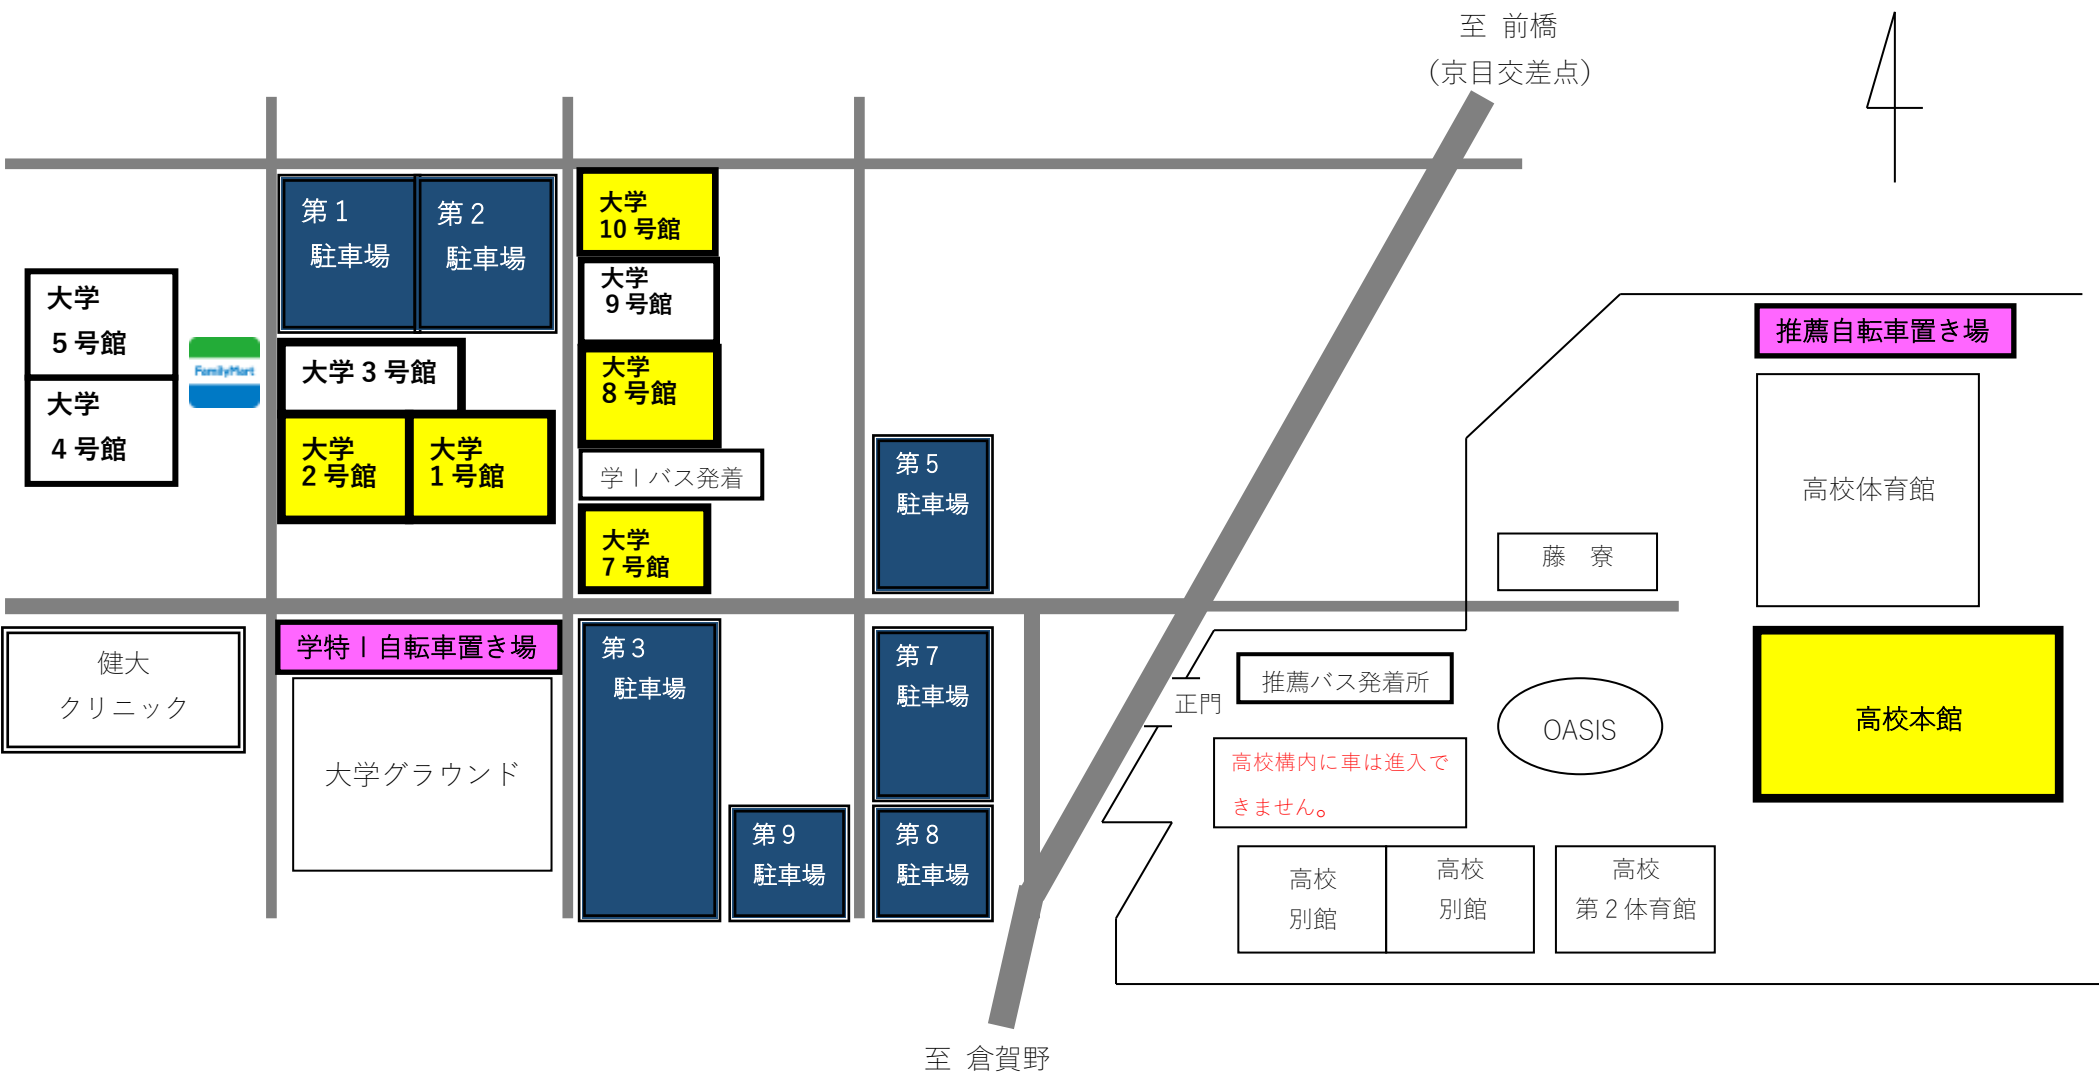 至 前橋
（京目交差点）
第１
駐車場
第２
駐車場
大学
10 号館
大学
９号館
大学
８号館
大学
５号館
大学
４号館
FamilyMart
大学３号館
大学
２号館
大学
１号館
学Ⅰバス発着
大学
７号館
第５
駐車場
推薦自転車置き場
高校体育館
藤　寮
健大
クリニック
学特Ⅰ自転車置き場
大学グラウンド
第３
駐車場
第７
駐車場
第９
駐車場
第８
駐車場
正門
推薦バス発着所
高校構内に車は進入で
きません。
OASIS
高校本館
高校
別館
高校
別館
高校
第２体育館
至 倉賀野